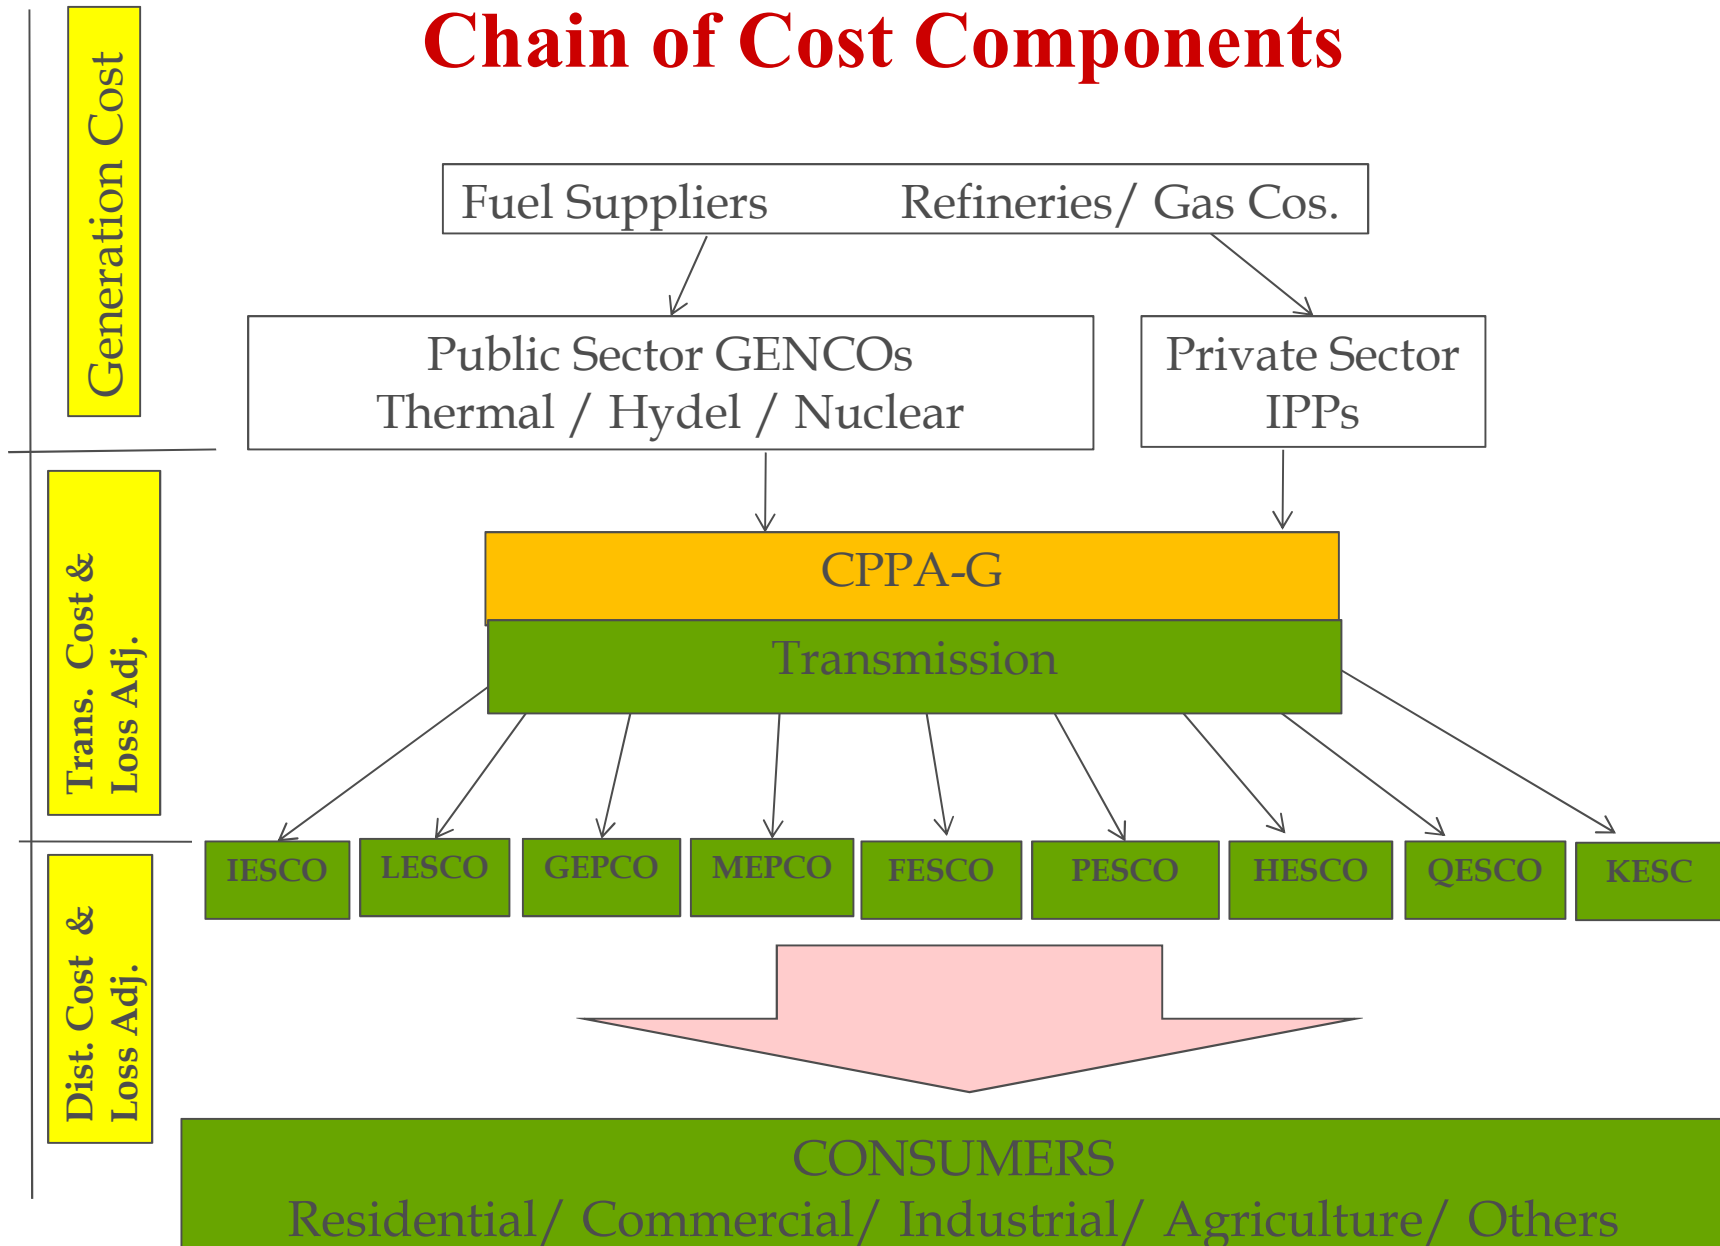 Chain of Cost Components
Generation Cost
Fuel Suppliers Refineries/ Gas Cos.
Public Sector GENCOs
Thermal / Hydel / Nuclear
Private Sector
IPPs
Trans. Cost &
Loss Adj.
CPPA-G
Transmission
IESCO
LESCO
GEPCO
MEPCO
FESCO
PESCO
HESCO
QESCO
KESC
Dist. Cost &
Loss Adj.
CONSUMERS
Residential/ Commercial/ Industrial/ Agriculture/ Others